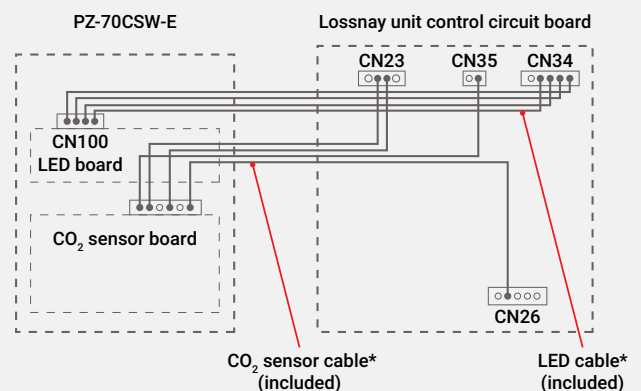 PZ-70CSW-E
Lossnay unit control circuit board
CN23
CN35
CN34
CN100
LED board
CO₂ sensor board
CN26
CO₂ sensor cable*
(included)
LED cable*
(included)